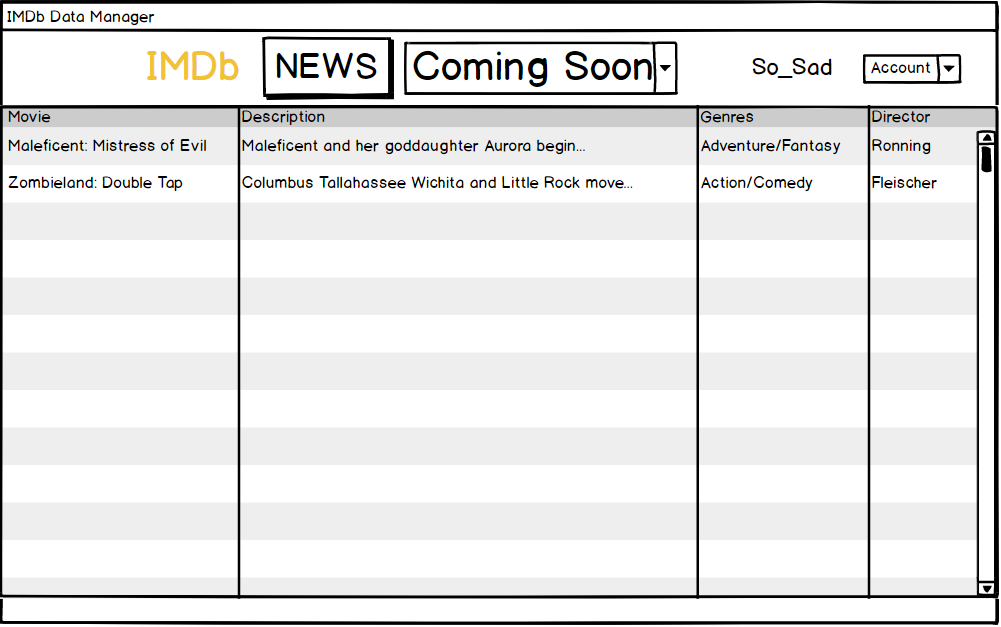 IMDb Data Manager
IMDb NEWS Coming Soon So_Sad Account
Movie Description Genres Director
Maleficent: Mistress of Evil Maleficent and her goddaughter Aurora begin... Adventure/Fantasy Ronning
Zombieland: Double Tap Columbus Tallahassee Wichita and Little Rock move... Action/Comedy Fleischer